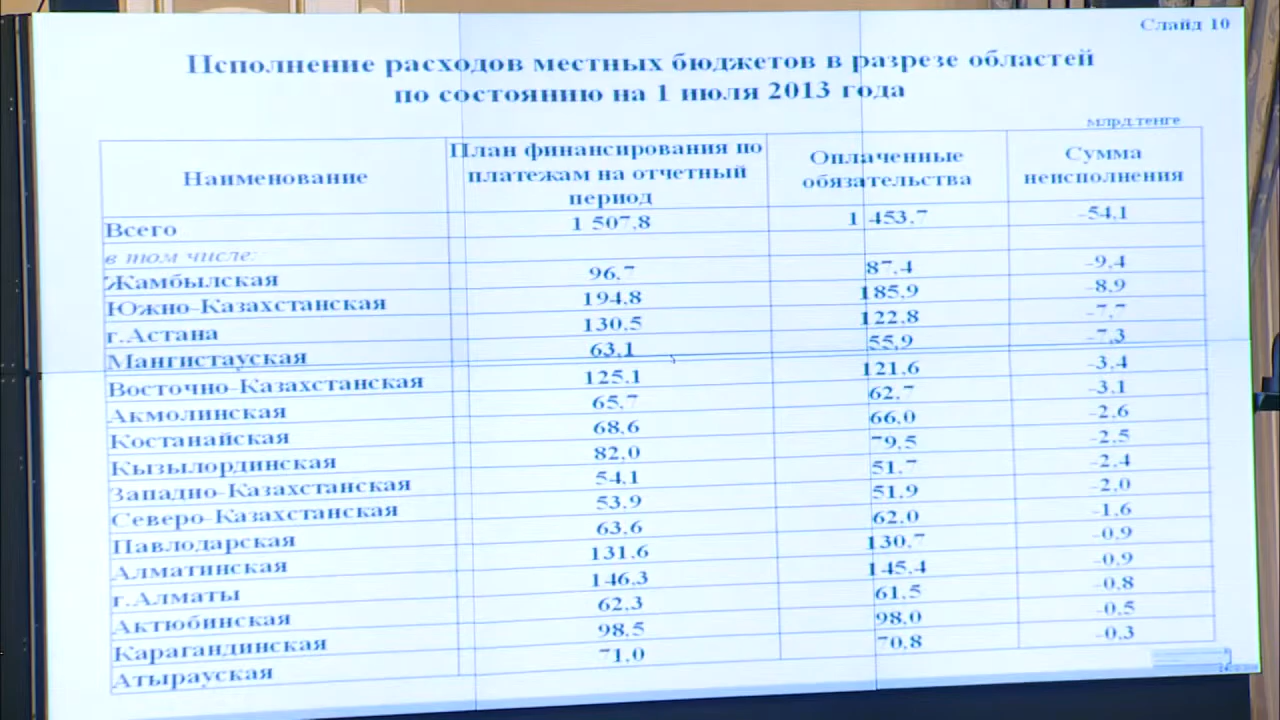 Слайд 10
Исполнение расходов местных бюджетов в разрезе областей
по состоянию на 1 июля 2013 года
млрд.тенге
Наименование План финансирования по платежам на отчетный период Оплаченные обязательства Сумма неисполнения
Всего 1 507,8 1 453,7 -54,1
в том числе:
Жамбылская 96,7 87,4 -9,4
Южно-Казахстанская 194,8 185,9 -8,9
г.Астана 130,5 122,8 -7,7
Мангистауская 63,1 55,9 -7,3
Восточно-Казахстанская 125,1 121,6 -3,4
Акмолинская 65,7 62,7 -3,1
Костанайская 68,6 66,0 -2,6
Кызылординская 82,0 79,5 -2,5
Западно-Казахстанская 54,1 51,7 -2,4
Северо-Казахстанская 53,9 51,9 -2,0
Павлодарская 63,6 62,0 -1,6
Алматинская 131,6 130,7 -0,9
г.Алматы 146,3 145,4 -0,9
Актюбинская 62,3 61,5 -0,8
Карагандинская 98,5 98,0 -0,5
Атырауская 71,0 70,8 -0,3